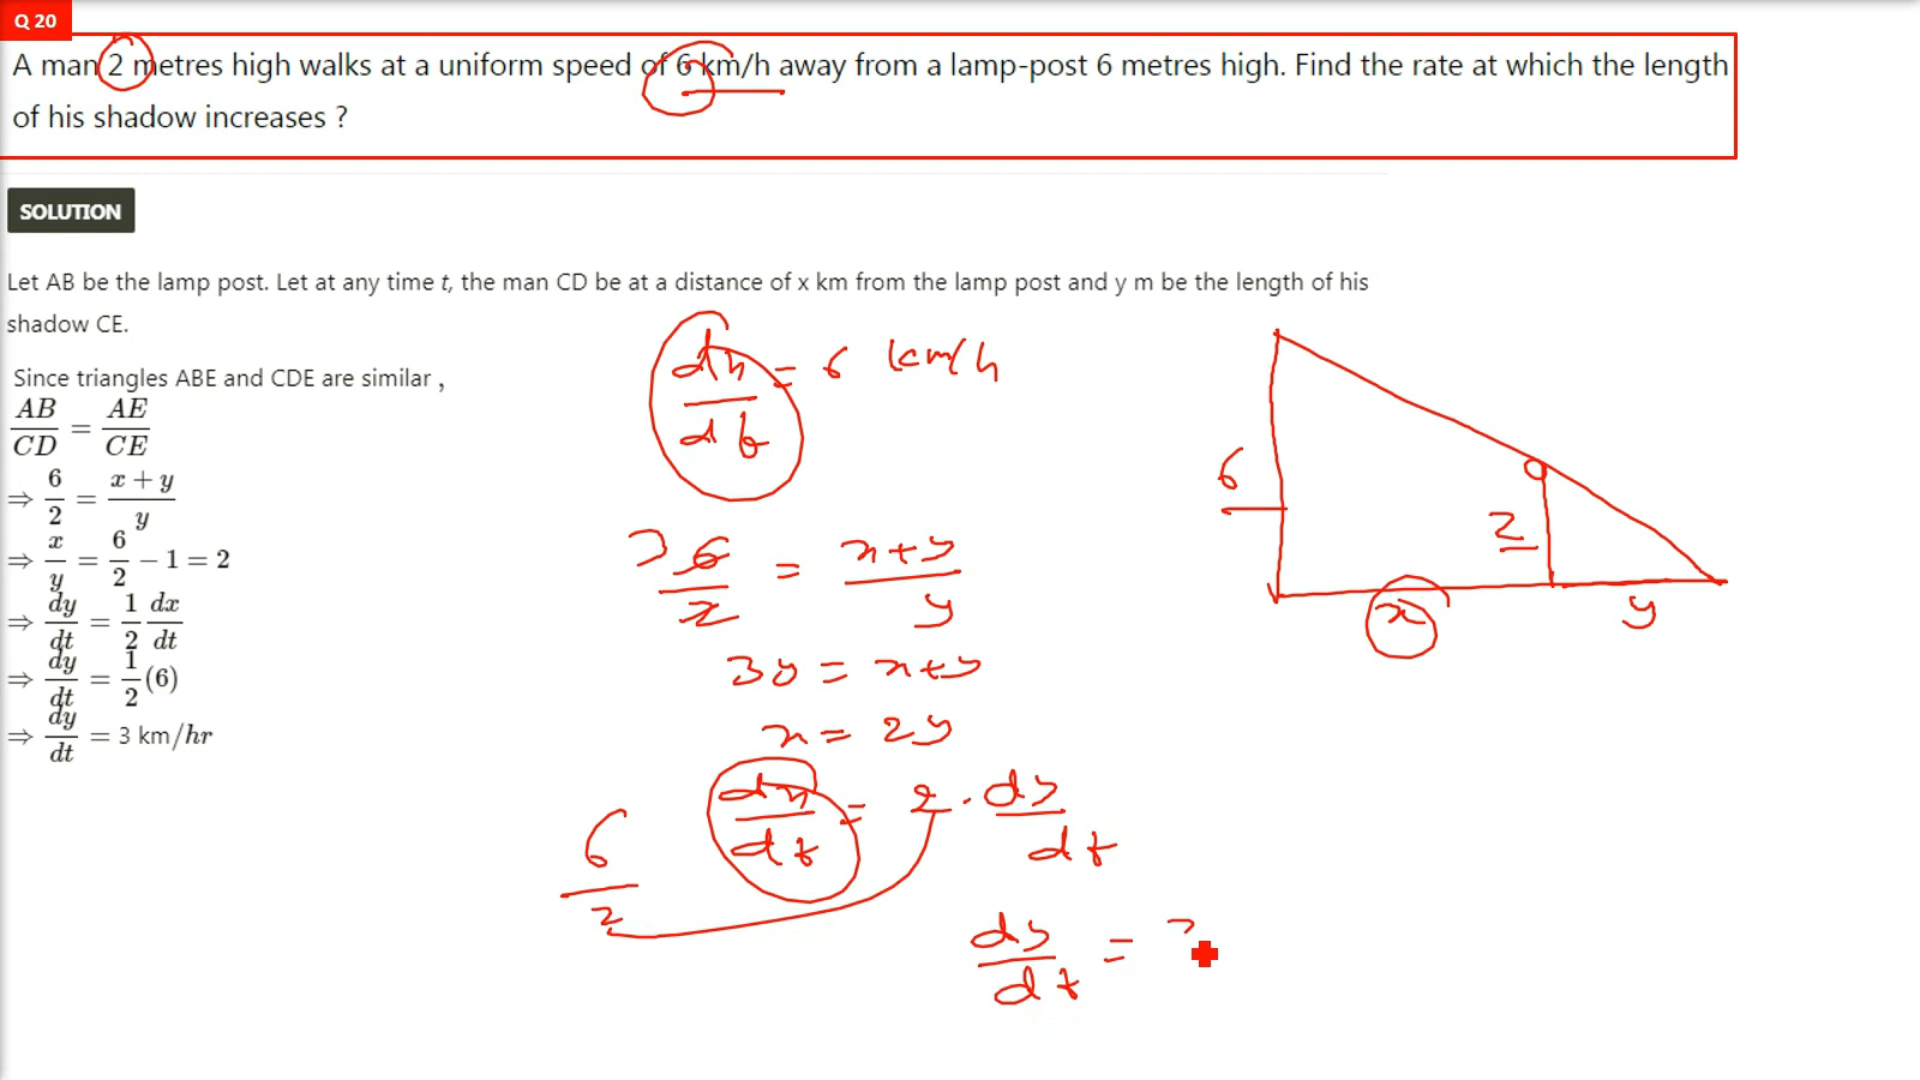 Q 20
A man 2 metres high walks at a uniform speed of 6 km/h away from a lamp-post 6 metres high. Find the rate at which the length
of his shadow increases ?
SOLUTION
Let AB be the lamp post. Let at any time t, the man CD be at a distance of x km from the lamp post and y m be the length of his
shadow CE.
Since triangles ABE and CDE are similar ,
AB/CD = AE/CE
⇒ 6/2 = (x + y)/y
⇒ x/y = 6/2 − 1 = 2
⇒ dy/dt = 1/2 dx/dt
⇒ dy/dt = 1/2 (6)
⇒ dy/dt = 3 km/hr
dx/dt = 6 km/h
3 6/2 = (x+y)/y
3y = x+y
x = 2y
dx/dt = 2 · dy/dt
6/2
dy/dt =
6
2
x
y